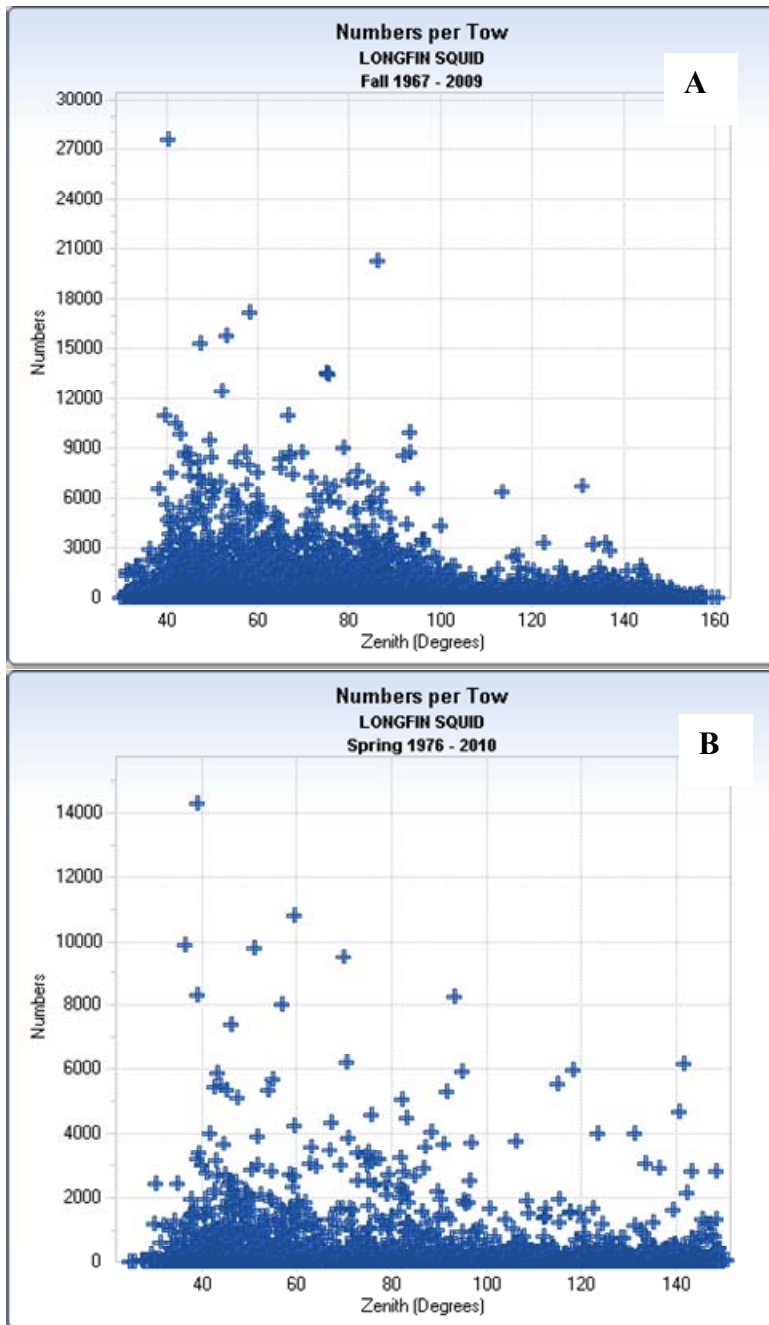 Numbers per Tow
LONGFIN SQUID
Fall 1967 - 2009
A
30000
27000
24000
21000
18000
15000
12000
9000
6000
3000
0
Numbers
40 60 80 100 120 140 160
Zenith (Degrees)
Numbers per Tow
LONGFIN SQUID
Spring 1976 - 2010
B
14000
12000
10000
8000
6000
4000
2000
0
Numbers
40 60 80 100 120 140
Zenith (Degrees)